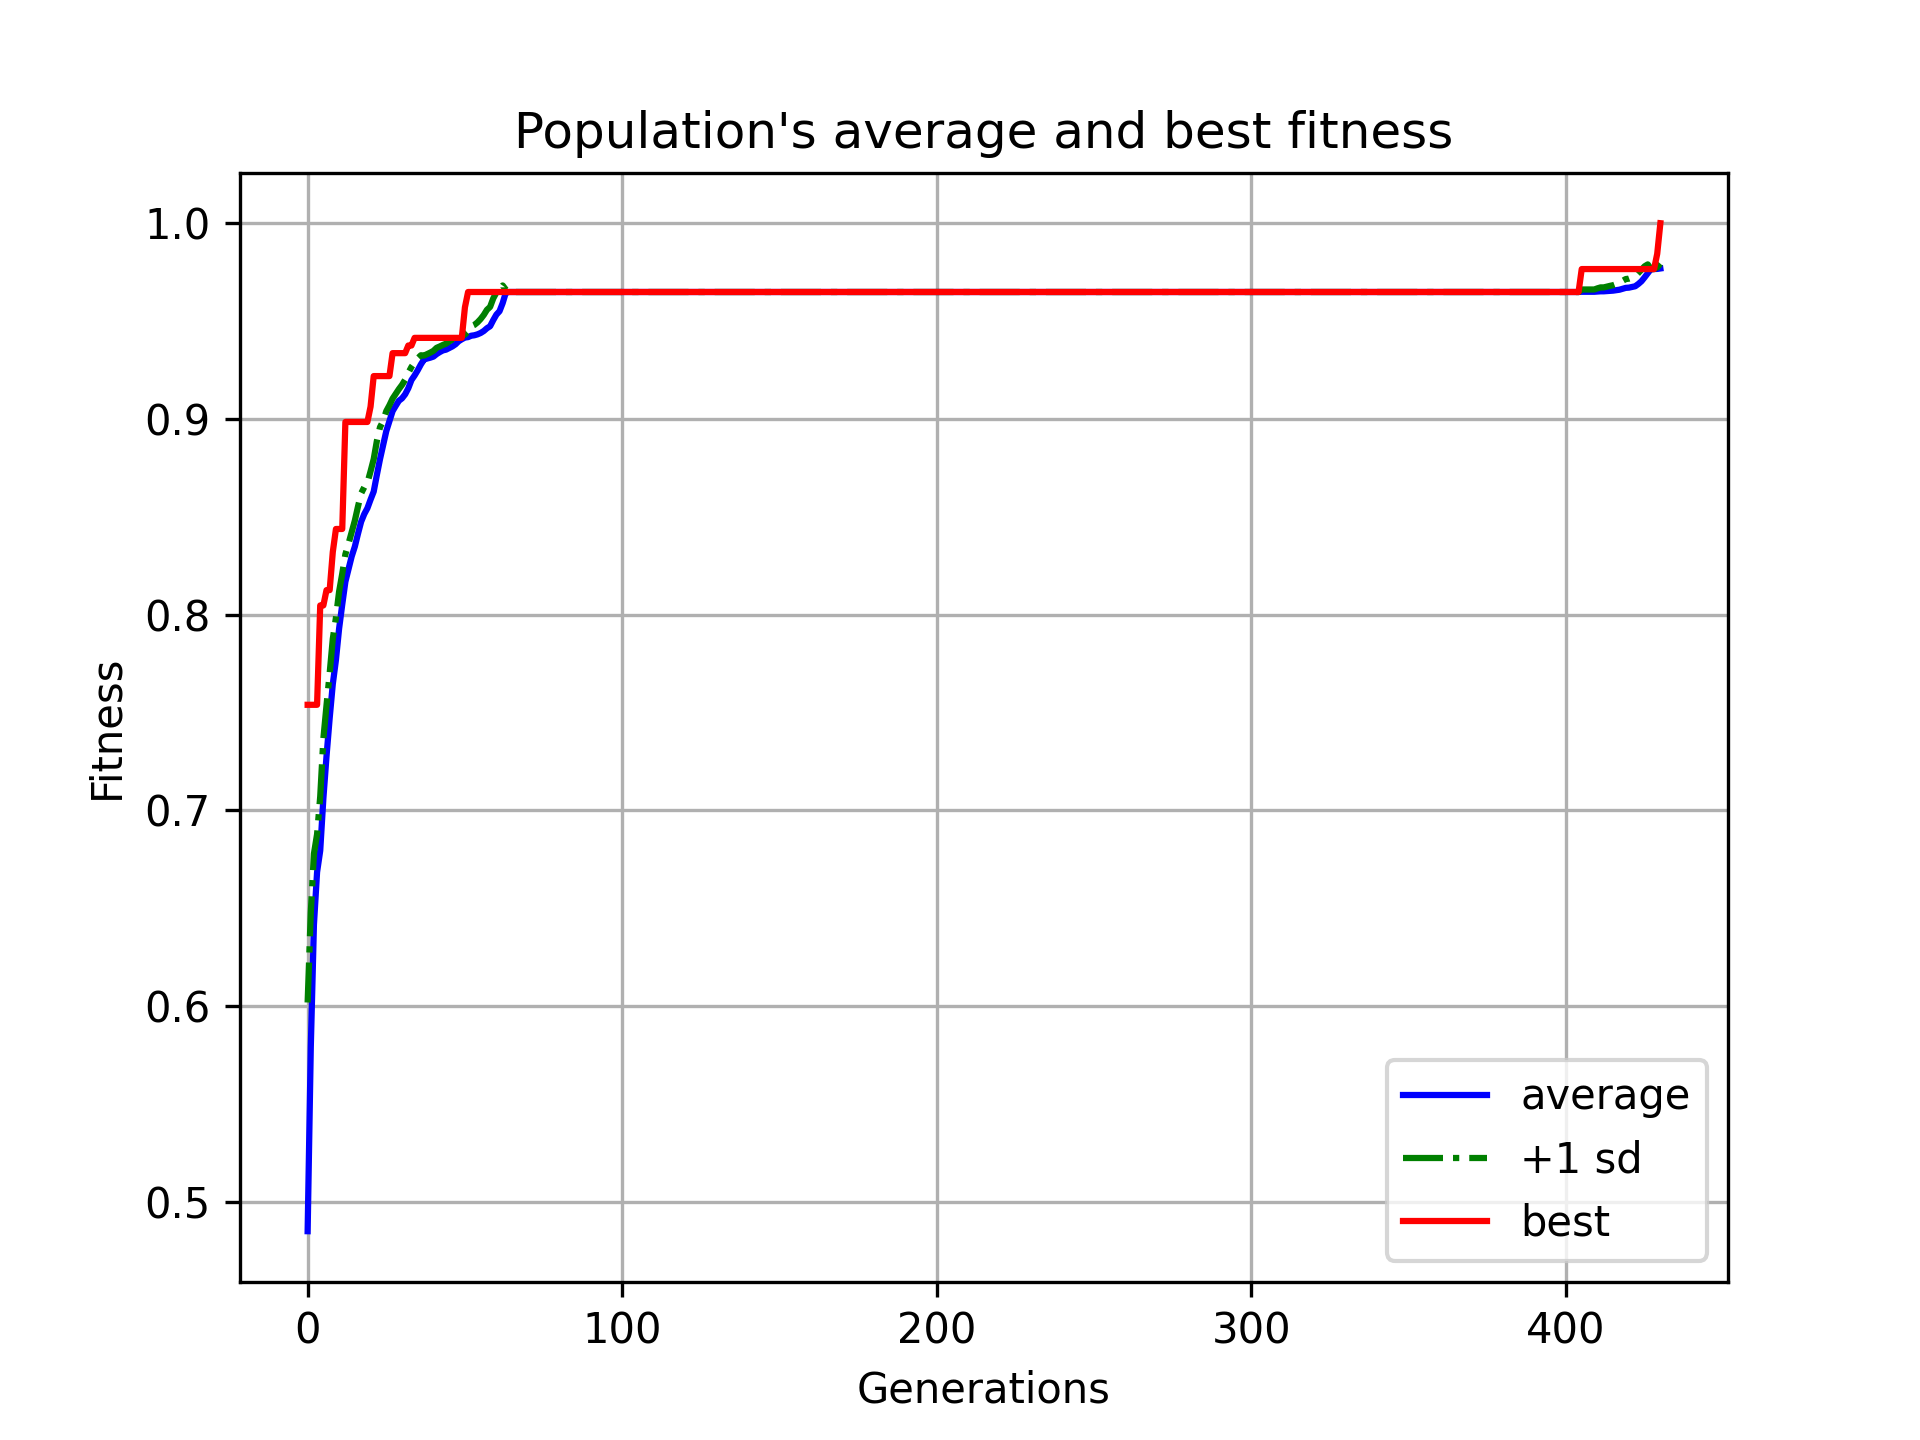 Population's average and best fitness
1.0
0.9
0.8
0.7
0.6
0.5
Fitness
0 100 200 300 400
Generations
average
+1 sd
best